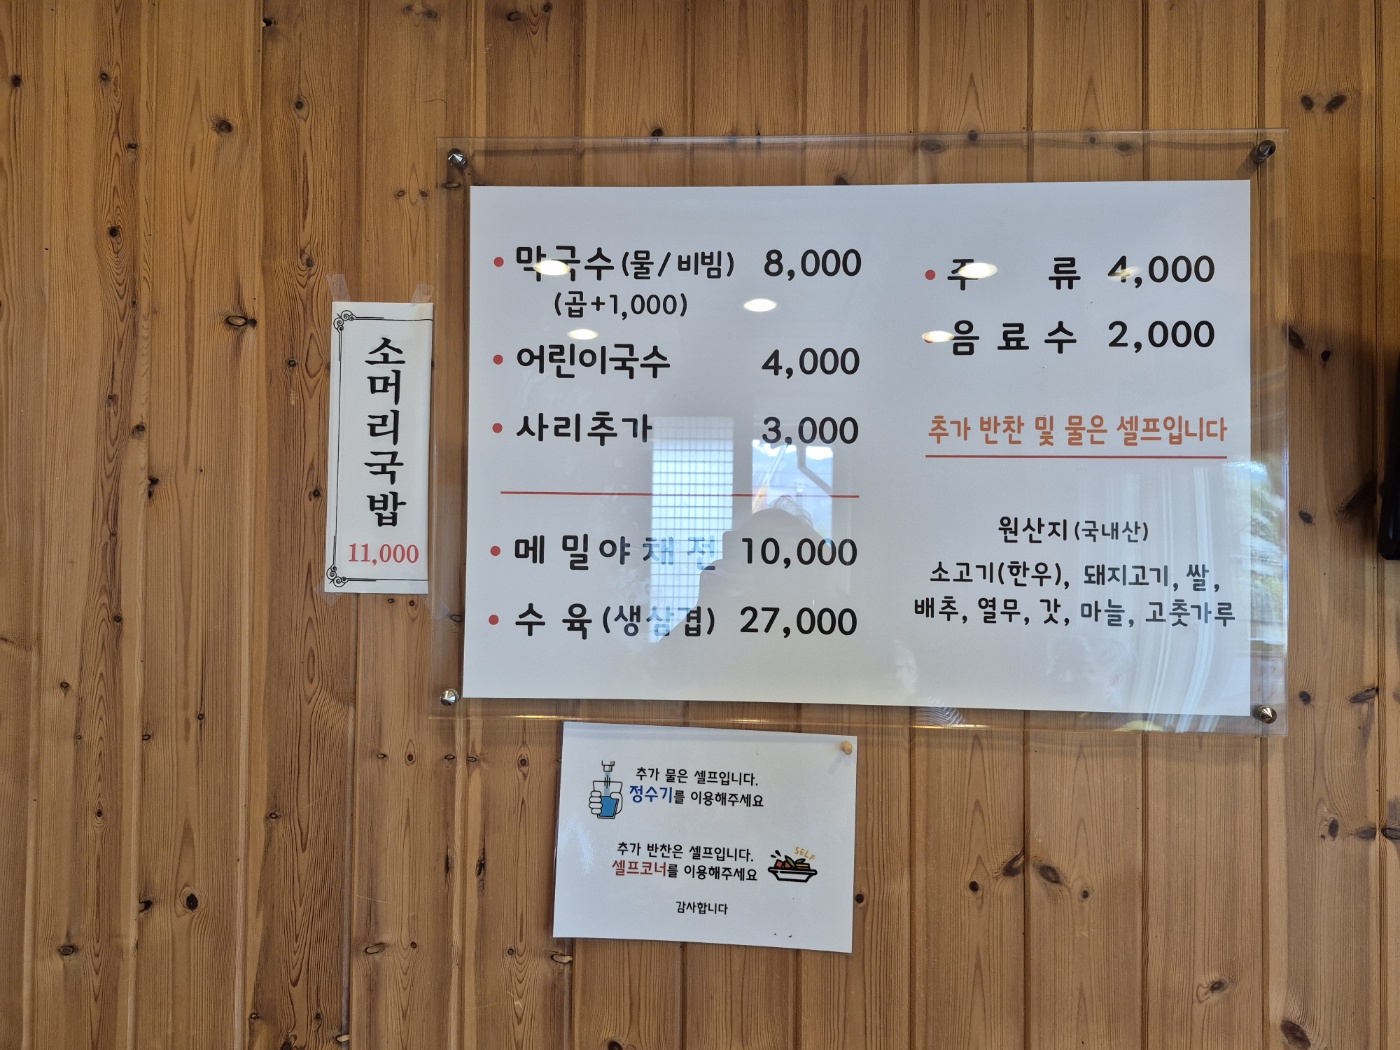 소머리국밥
11,000
막국수(물/비빔) 8,000
(곱+1,000)
어린이국수 4,000
사리추가 3,000
메밀야채전 10,000
수육(생삼겹) 27,000
주류 4,000
음료수 2,000
추가 반찬 및 물은 셀프입니다
원산지(국내산)
소고기(한우), 돼지고기, 쌀,
배추, 열무, 갓, 마늘, 고춧가루
추가 물은 셀프입니다.
정수기를 이용해주세요
추가 반찬은 셀프입니다.
SELF
셀프코너를 이용해주세요
감사합니다